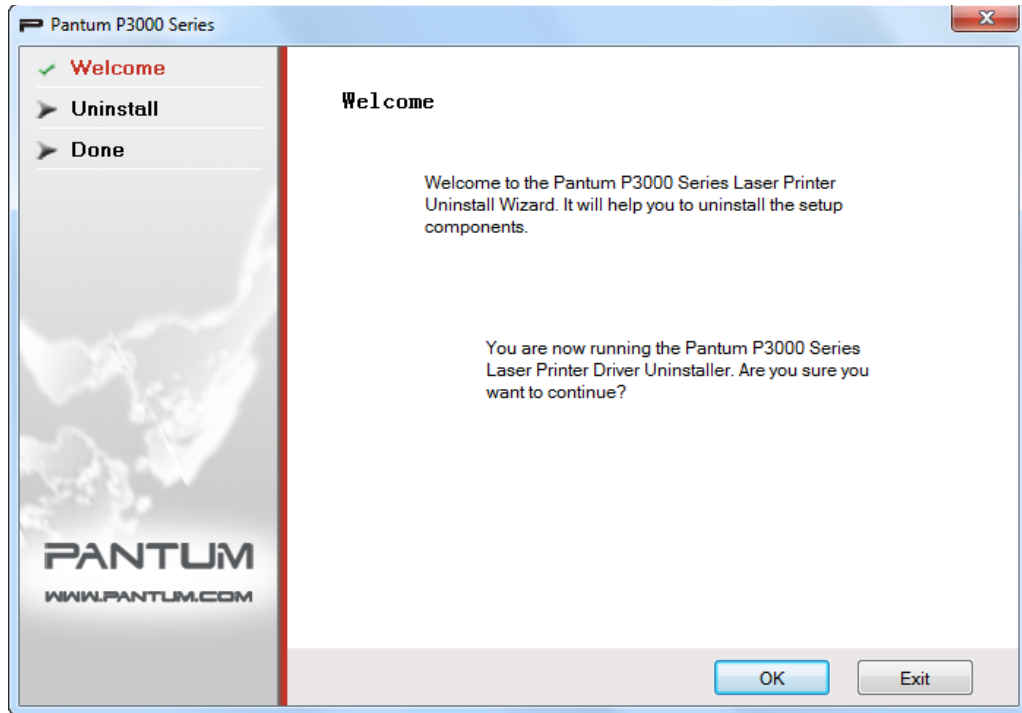 Pantum P3000 Series
Welcome
Uninstall
Done
Welcome
Welcome to the Pantum P3000 Series Laser Printer
Uninstall Wizard. It will help you to uninstall the setup
components.
You are now running the Pantum P3000 Series
Laser Printer Driver Uninstaller. Are you sure you
want to continue?
PANTUM
WWW.PANTUM.COM
OK
Exit